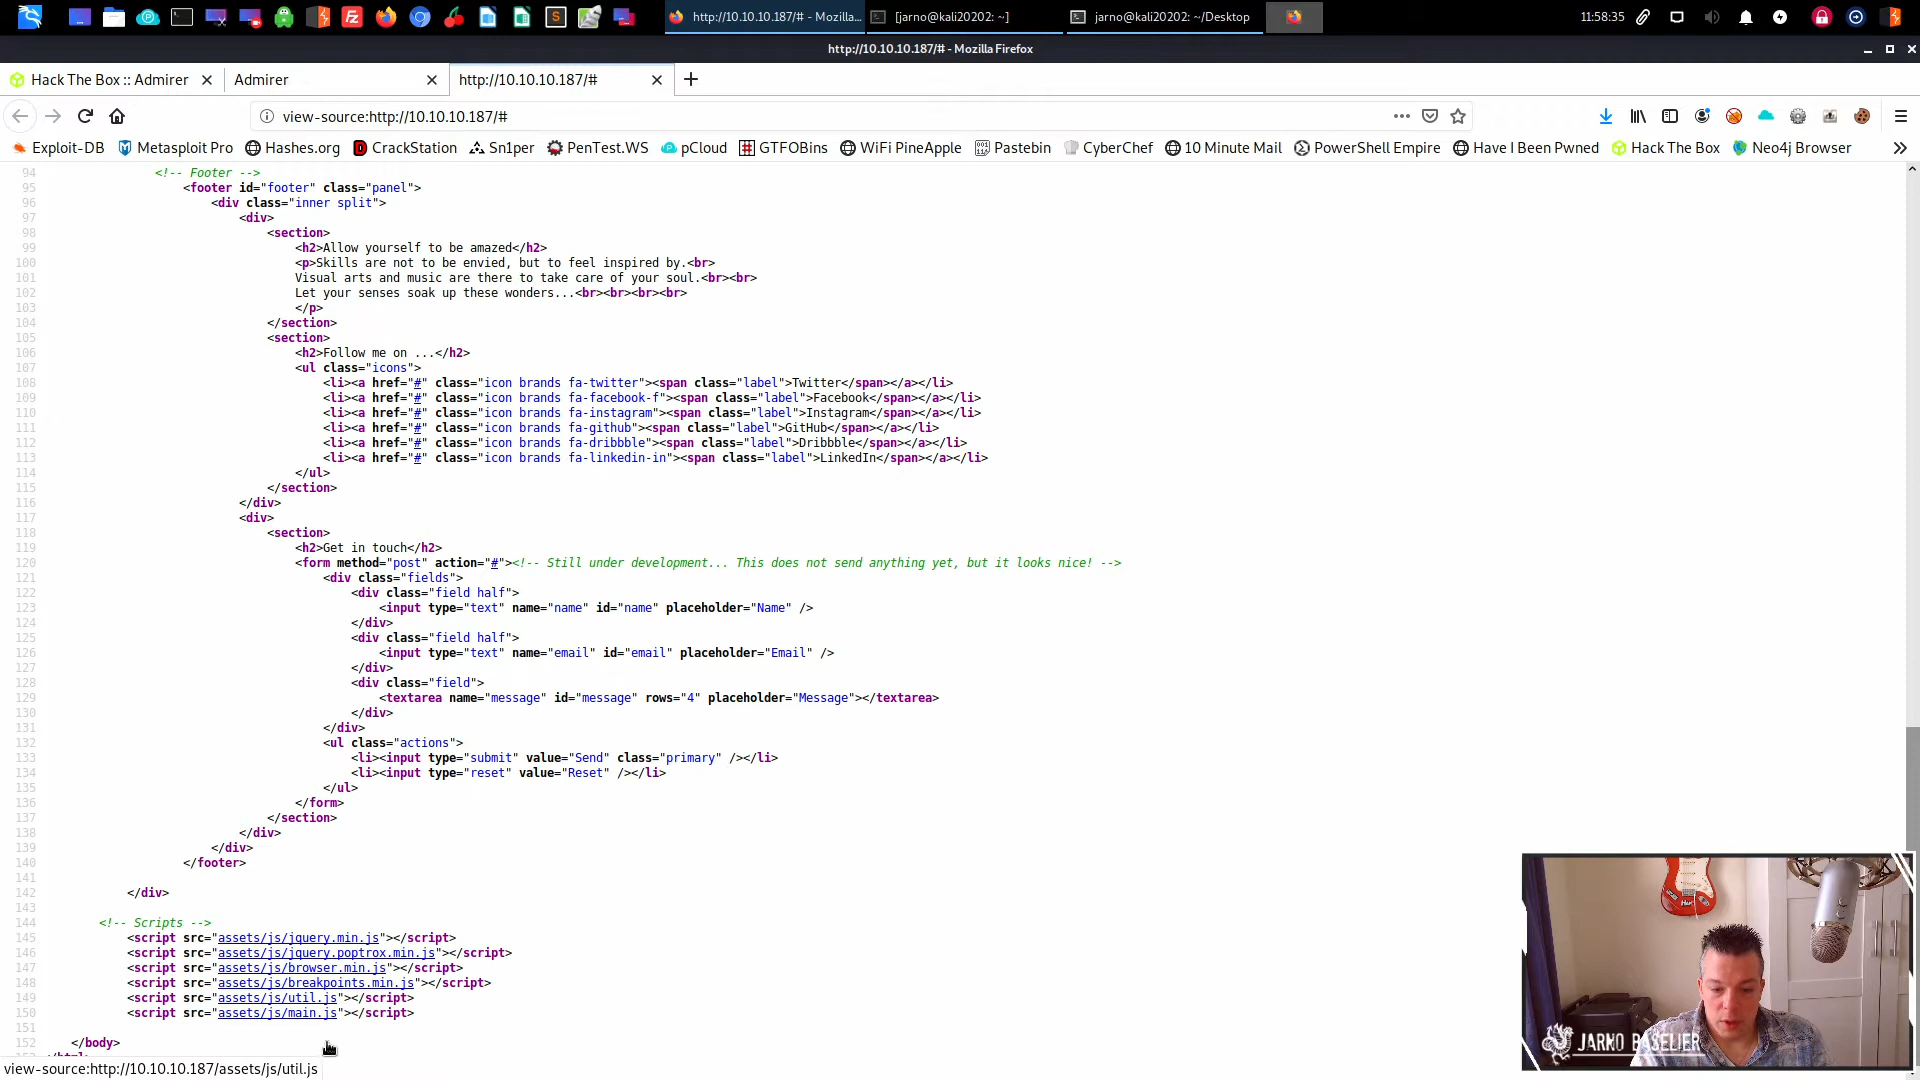 http://10.10.10.187/# - Mozilla...
[jarno@kali20202: ~]
jarno@kali20202: ~/Desktop
11:58:35
http://10.10.10.187/# - Mozilla Firefox
Hack The Box :: Admirer
Admirer
http://10.10.10.187/#
view-source:http://10.10.10.187/#
Exploit-DB Metasploit Pro Hashes.org CrackStation Sn1per PenTest.WS pCloud GTFOBins WiFi PineApple Pastebin CyberChef 10 Minute Mail PowerShell Empire Have I Been Pwned Hack The Box Neo4j Browser
94 <!-- Footer -->
95 <footer id="footer" class="panel">
96 <div class="inner split">
97 <div>
98 <section>
99 <h2>Allow yourself to be amazed</h2>
100 <p>Skills are not to be envied, but to feel inspired by.<br>
101 Visual arts and music are there to take care of your soul.<br><br>
102 Let your senses soak up these wonders...<br><br><br><br>
103 </p>
104 </section>
105 <section>
106 <h2>Follow me on ...</h2>
107 <ul class="icons">
108 <li><a href="#" class="icon brands fa-twitter"><span class="label">Twitter</span></a></li>
109 <li><a href="#" class="icon brands fa-facebook-f"><span class="label">Facebook</span></a></li>
110 <li><a href="#" class="icon brands fa-instagram"><span class="label">Instagram</span></a></li>
111 <li><a href="#" class="icon brands fa-github"><span class="label">GitHub</span></a></li>
112 <li><a href="#" class="icon brands fa-dribbble"><span class="label">Dribbble</span></a></li>
113 <li><a href="#" class="icon brands fa-linkedin-in"><span class="label">LinkedIn</span></a></li>
114 </ul>
115 </section>
116 </div>
117 <div>
118 <section>
119 <h2>Get in touch</h2>
120 <form method="post" action="#"><!-- Still under development... This does not send anything yet, but it looks nice! -->
121 <div class="fields">
122 <div class="field half">
123 <input type="text" name="name" id="name" placeholder="Name" />
124 </div>
125 <div class="field half">
126 <input type="text" name="email" id="email" placeholder="Email" />
127 </div>
128 <div class="field">
129 <textarea name="message" id="message" rows="4" placeholder="Message"></textarea>
130 </div>
131 </div>
132 <ul class="actions">
133 <li><input type="submit" value="Send" class="primary" /></li>
134 <li><input type="reset" value="Reset" /></li>
135 </ul>
136 </form>
137 </section>
138 </div>
139 </div>
140 </footer>
141
142 </div>
143
144 <!-- Scripts -->
145 <script src="assets/js/jquery.min.js"></script>
146 <script src="assets/js/jquery.poptrox.min.js"></script>
147 <script src="assets/js/browser.min.js"></script>
148 <script src="assets/js/breakpoints.min.js"></script>
149 <script src="assets/js/util.js"></script>
150 <script src="assets/js/main.js"></script>
151
152 </body>
view-source:http://10.10.10.187/assets/js/util.js
JARNO BASELIER